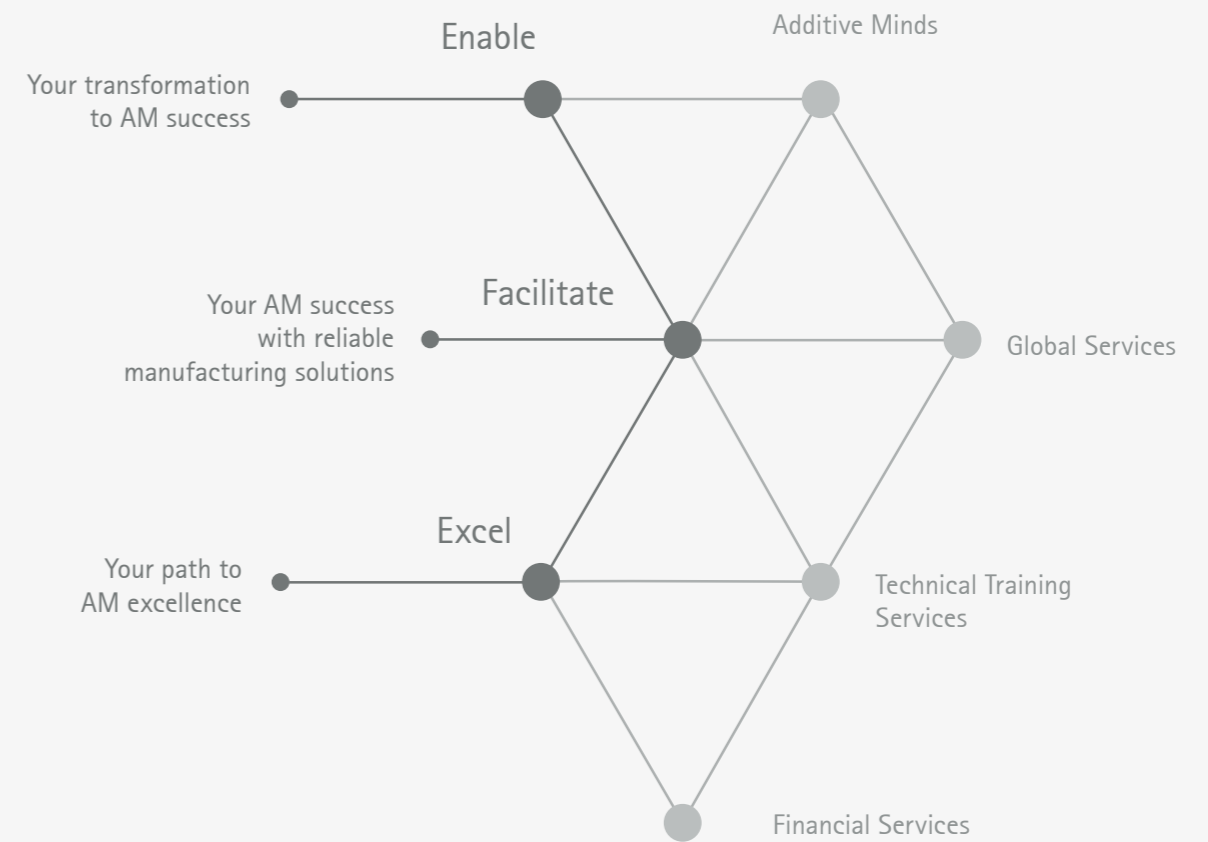 Enable
Additive Minds
Your transformation
to AM success
Facilitate
Your AM success
with reliable
manufacturing solutions
Global Services
Excel
Your path to
AM excellence
Technical Training
Services
Financial Services